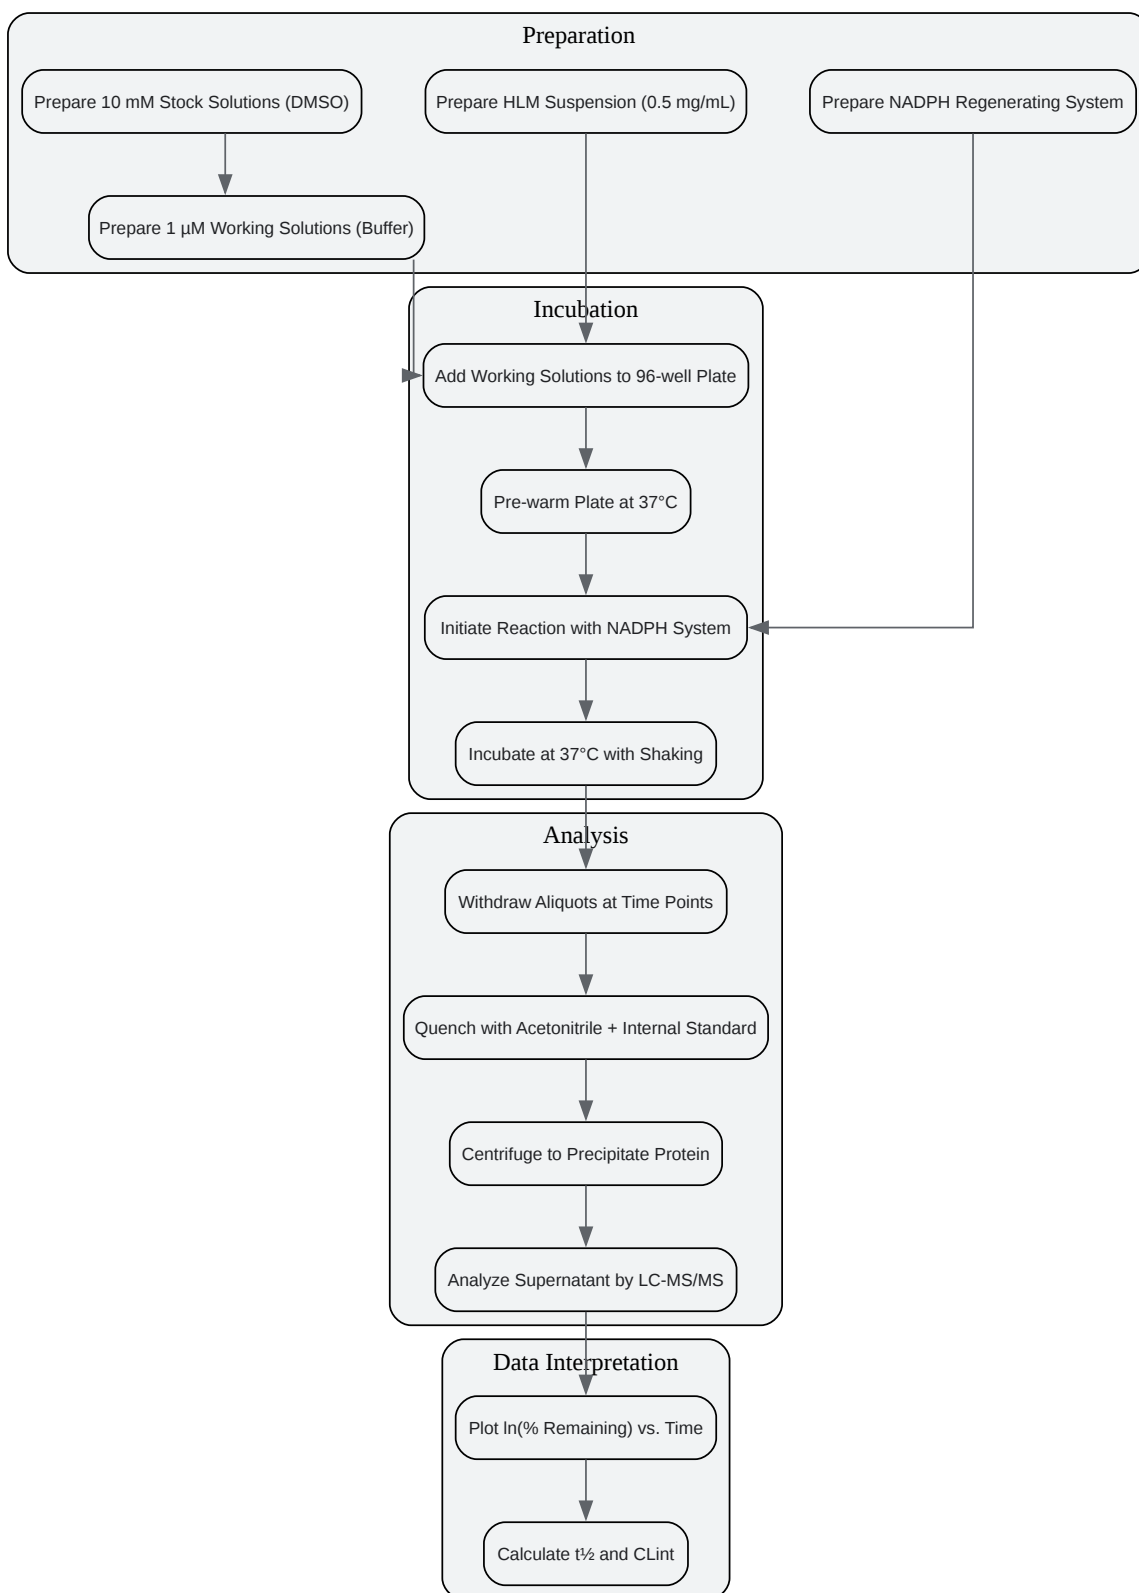 Preparation
Prepare 10 mM Stock Solutions (DMSO)
Prepare HLM Suspension (0.5 mg/mL)
Prepare NADPH Regenerating System
Prepare 1 µM Working Solutions (Buffer)
Incubation
Add Working Solutions to 96-well Plate
Pre-warm Plate at 37°C
Initiate Reaction with NADPH System
Incubate at 37°C with Shaking
Analysis
Withdraw Aliquots at Time Points
Quench with Acetonitrile + Internal Standard
Centrifuge to Precipitate Protein
Analyze Supernatant by LC-MS/MS
Data Interpretation
Plot ln(% Remaining) vs. Time
Calculate t½ and CLint